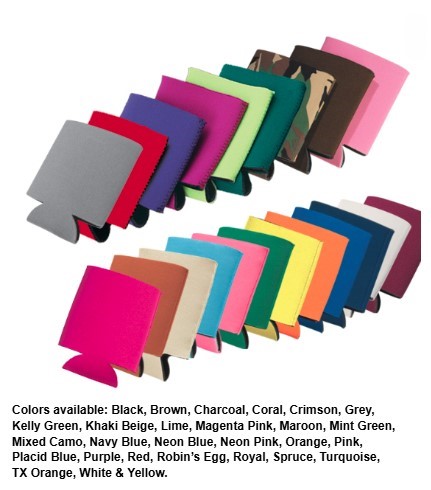 Colors available: Black, Brown, Charcoal, Coral, Crimson, Grey,
Kelly Green, Khaki Beige, Lime, Magenta Pink, Maroon, Mint Green,
Mixed Camo, Navy Blue, Neon Blue, Neon Pink, Orange, Pink,
Placid Blue, Purple, Red, Robin's Egg, Royal, Spruce, Turquoise,
TX Orange, White & Yellow.